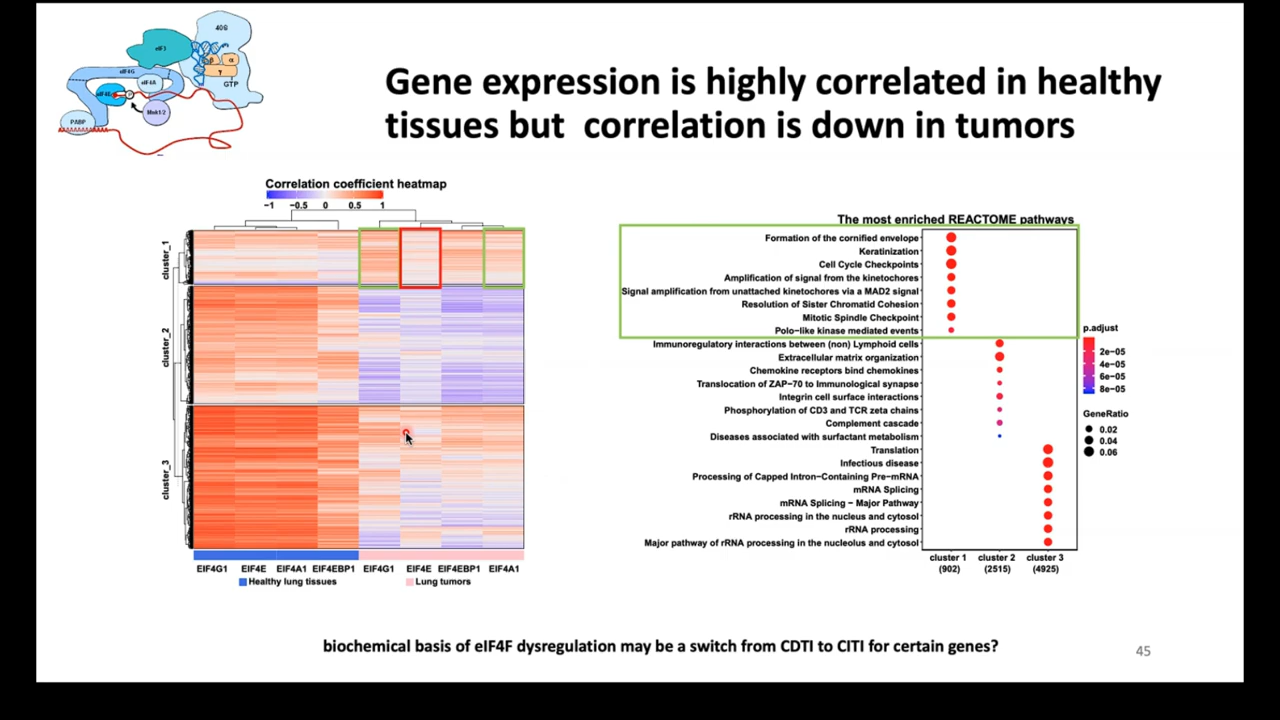 40S
eIF3
β
α
γ
eIF4G
eIF4A
GTP
eIF4E
P
Mnk1/2
PABP
Gene expression is highly correlated in healthy
tissues but correlation is down in tumors
Correlation coefficient heatmap
−1 −0.5 0 0.5 1
cluster_1
cluster_2
cluster_3
EIF4G1 EIF4E EIF4A1 EIF4EBP1 EIF4G1 EIF4E EIF4EBP1 EIF4A1
Healthy lung tissues Lung tumors
The most enriched REACTOME pathways
Formation of the cornified envelope
Keratinization
Cell Cycle Checkpoints
Amplification of signal from the kinetochores
Signal amplification from unattached kinetochores via a MAD2 signal
Resolution of Sister Chromatid Cohesion
Mitotic Spindle Checkpoint
Polo−like kinase mediated events
Immunoregulatory interactions between (non) Lymphoid cells
Extracellular matrix organization
Chemokine receptors bind chemokines
Translocation of ZAP−70 to Immunological synapse
Integrin cell surface interactions
Phosphorylation of CD3 and TCR zeta chains
Complement cascade
Diseases associated with surfactant metabolism
Translation
Infectious disease
Processing of Capped Intron−Containing Pre−mRNA
mRNA Splicing
mRNA Splicing − Major Pathway
rRNA processing in the nucleus and cytosol
rRNA processing
Major pathway of rRNA processing in the nucleolus and cytosol
cluster 1 cluster 2 cluster 3
(902) (2515) (4925)
p.adjust
2e−05
4e−05
6e−05
8e−05
GeneRatio
0.02
0.04
0.06
biochemical basis of eIF4F dysregulation may be a switch from CDTI to CITI for certain genes?
45